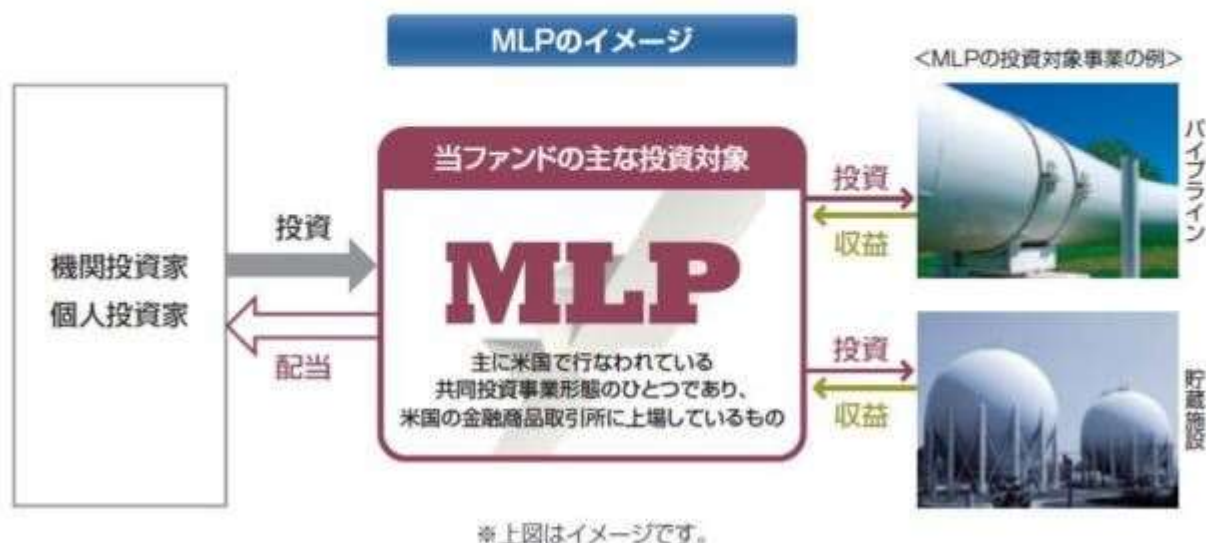 MLPのイメージ
<MLPの投資対象事業の例>
機関投資家
個人投資家
投資
配当
当ファンドの主な投資対象
MLP
主に米国で行なわれている
共同投資事業形態のひとつであり、
米国の金融商品取引所に上場しているもの
投資
収益
パイプライン
投資
収益
貯蔵施設
※上図はイメージです。